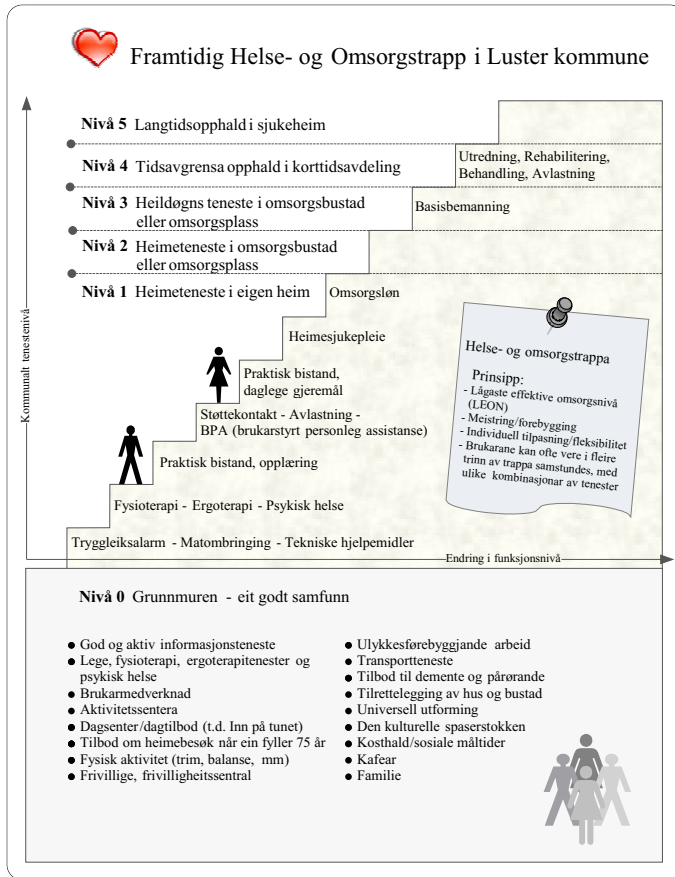 Framtidig Helse- og Omsorgstrapp i Luster kommune
Nivå 5 Langtidsopphald i sjukeheim
Nivå 4 Tidsavgrensa opphald i korttidsavdeling
Utredning, Rehabilitering,
Behandling, Avlastning
Nivå 3 Heildøgns teneste i omsorgsbustad
eller omsorgsplass
Basisbemanning
Nivå 2 Heimeteneste i omsorgsbustad
eller omsorgsplass
Nivå 1 Heimeteneste i eigen heim
Omsorgsløn
Heimesjukepleie
Praktisk bistand,
daglege gjeremål
Støttekontakt - Avlastning -
BPA (brukarstyrt personleg assistanse)
Praktisk bistand, opplæring
Fysioterapi - Ergoterapi - Psykisk helse
Tryggleiksalarm - Matombringing - Tekniske hjelpemidler
Kommunalt tenestenivå
Endring i funksjonsnivå
Helse- og omsorgstrappa
Prinsipp:
- Lågaste effektive omsorgsnivå
(LEON)
- Meistring/forebygging
- Individuell tilpasning/fleksibilitet
- Brukarane kan ofte vere i fleire
trinn av trappa samstundes, med
ulike kombinasjonar av tenester
Nivå 0 Grunnmuren - eit godt samfunn
● God og aktiv informasjonsteneste
● Lege, fysioterapi, ergoterapitenester og
psykisk helse
● Brukarmedverknad
● Aktivitetssentera
● Dagsenter/dagtilbod (t.d. Inn på tunet)
● Tilbod om heimebesøk når ein fyller 75 år
● Fysisk aktivitet (trim, balanse, mm)
● Frivillige, frivillighetssentral
● Ulykkesførebyggjande arbeid
● Transportteneste
● Tilbod til demente og pårørande
● Tilrettelegging av hus og bustad
● Universell utforming
● Den kulturelle spaserstokken
● Kosthald/sosiale måltider
● Kafear
● Familie